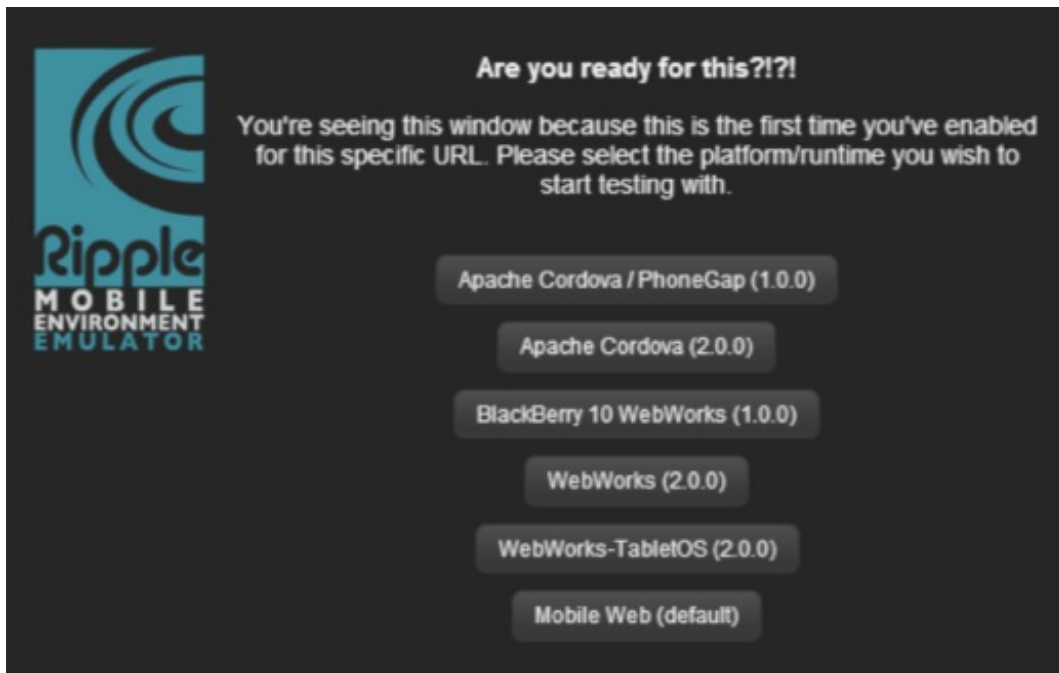 Ripple
MOBILE
ENVIRONMENT
EMULATOR
Are you ready for this?!?!
You're seeing this window because this is the first time you've enabled
for this specific URL. Please select the platform/runtime you wish to
start testing with.
Apache Cordova / PhoneGap (1.0.0)
Apache Cordova (2.0.0)
BlackBerry 10 WebWorks (1.0.0)
WebWorks (2.0.0)
WebWorks-TabletOS (2.0.0)
Mobile Web (default)